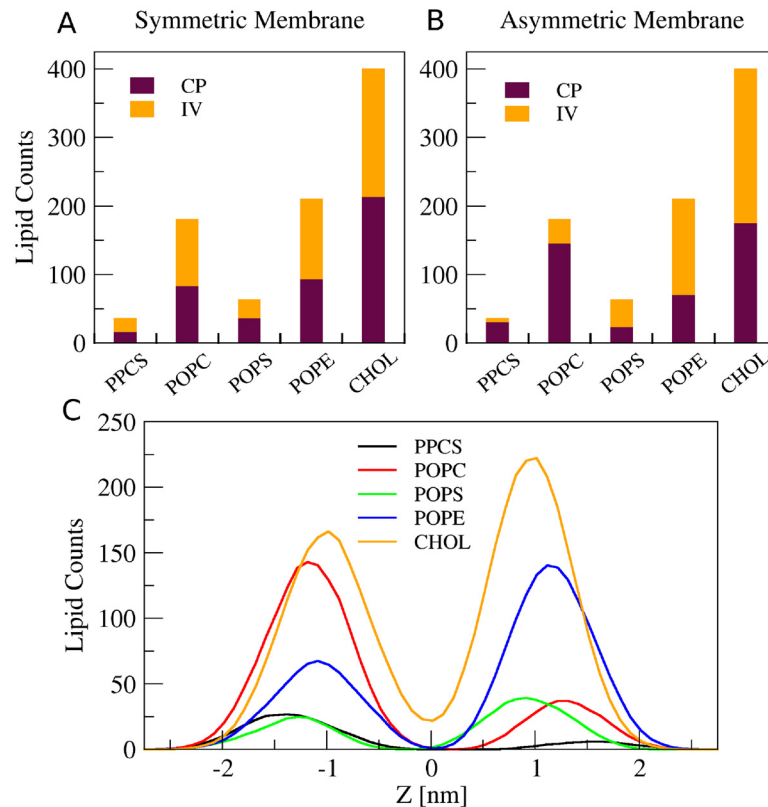 A Symmetric Membrane
B Asymmetric Membrane
Lipid Counts
400
300
200
100
0
CP
IV
PPCS POPC POPS POPE CHOL
400
300
200
100
0
CP
IV
PPCS POPC POPS POPE CHOL
C
Lipid Counts
250
200
150
100
50
0
PPCS
POPC
POPS
POPE
CHOL
-2 -1 0 1 2
Z [nm]